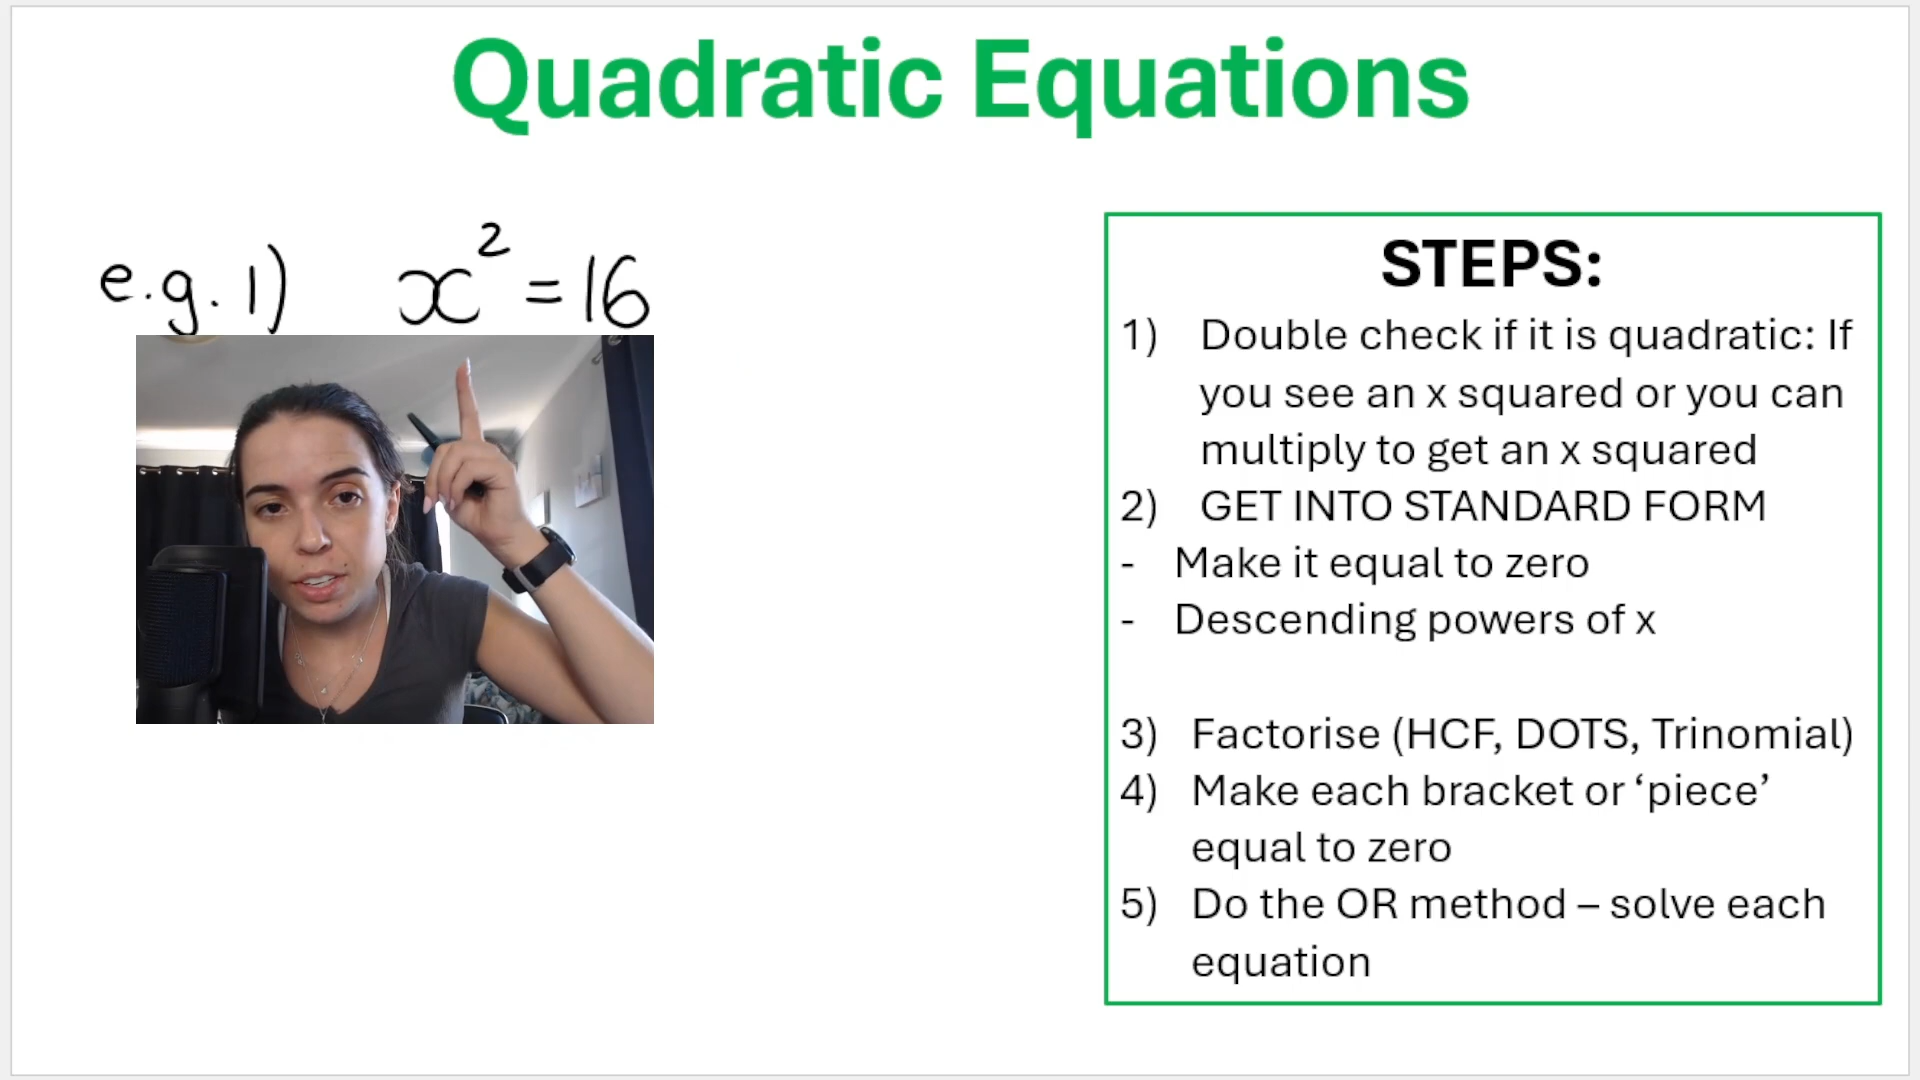 Quadratic Equations
e.g. 1) x² = 16
STEPS:
1) Double check if it is quadratic: If
you see an x squared or you can
multiply to get an x squared
2) GET INTO STANDARD FORM
- Make it equal to zero
- Descending powers of x
3) Factorise (HCF, DOTS, Trinomial)
4) Make each bracket or ‘piece’
equal to zero
5) Do the OR method – solve each
equation